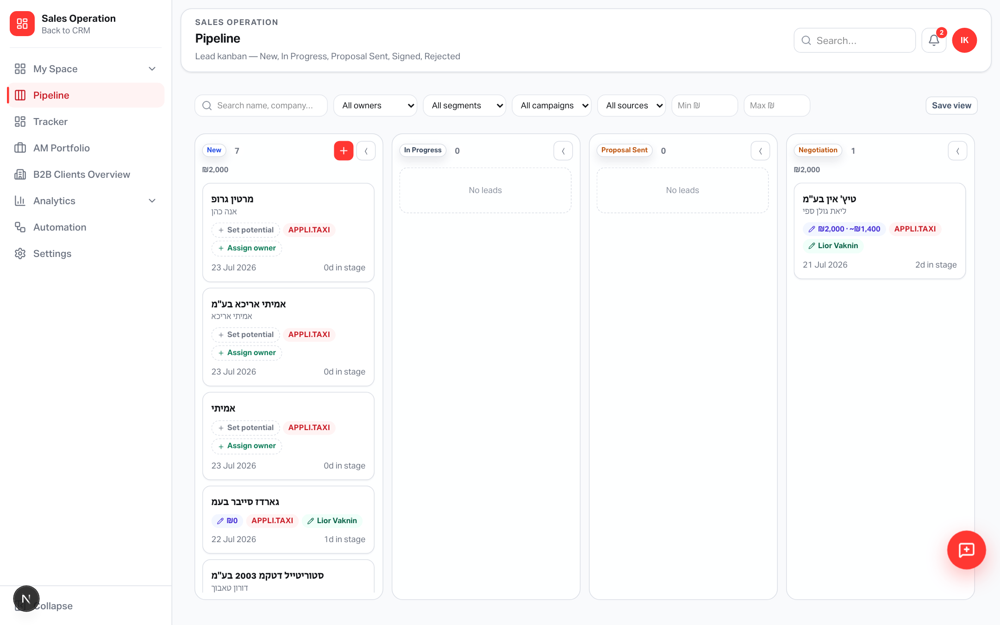 Sales Operation
Back to CRM
My Space
Pipeline
Tracker
AM Portfolio
B2B Clients Overview
Analytics
Automation
Settings
N
Collapse
SALES OPERATION
Pipeline
Lead kanban — New, In Progress, Proposal Sent, Signed, Rejected
Search...
2
IK
Search name, company...
All owners
All segments
All campaigns
All sources
Min ₪
Max ₪
Save view
New 7
₪2,000
מרטין גרופ
אנה כהן
+ Set potential APPLI.TAXI
+ Assign owner
23 Jul 2026 0d in stage
אמיתי אריכא בע"מ
אמיתי אריכא
+ Set potential APPLI.TAXI
+ Assign owner
23 Jul 2026 0d in stage
אמיתי
+ Set potential APPLI.TAXI
+ Assign owner
23 Jul 2026 0d in stage
גארדז סייבר בעמ
₪0 APPLI.TAXI Lior Vaknin
22 Jul 2026 1d in stage
סטוריטייל דטקמ 2003 בע"מ
דורון טאבוך
In Progress 0
No leads
Proposal Sent 0
No leads
Negotiation 1
₪2,000
טיץ' אין בע"מ
ליאת גולן ספי
₪2,000 · ~₪1,400 APPLI.TAXI
Lior Vaknin
21 Jul 2026 2d in stage